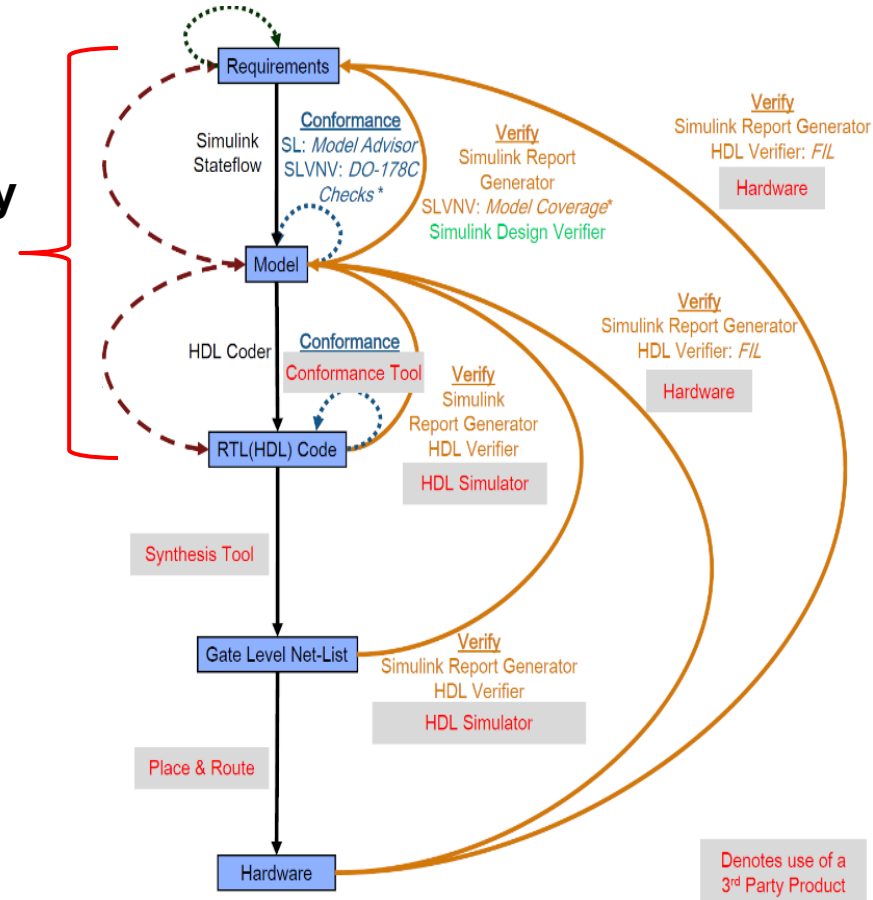 Requirements
y
Simulink
Stateflow
Conformance
SL: Model Advisor
SLVNV: DO-178C
Checks *
Verify
Simulink Report
Generator
SLVNV: Model Coverage*
Simulink Design Verifier
Verify
Simulink Report Generator
HDL Verifier: FIL
Hardware
Model
HDL Coder
Conformance
Conformance Tool
Verify
Simulink
Report Generator
HDL Verifier
HDL Simulator
Verify
Simulink Report Generator
HDL Verifier: FIL
Hardware
RTL(HDL) Code
Synthesis Tool
Gate Level Net-List
Verify
Simulink Report Generator
HDL Verifier
HDL Simulator
Place & Route
Hardware
Denotes use of a
3rd Party Product